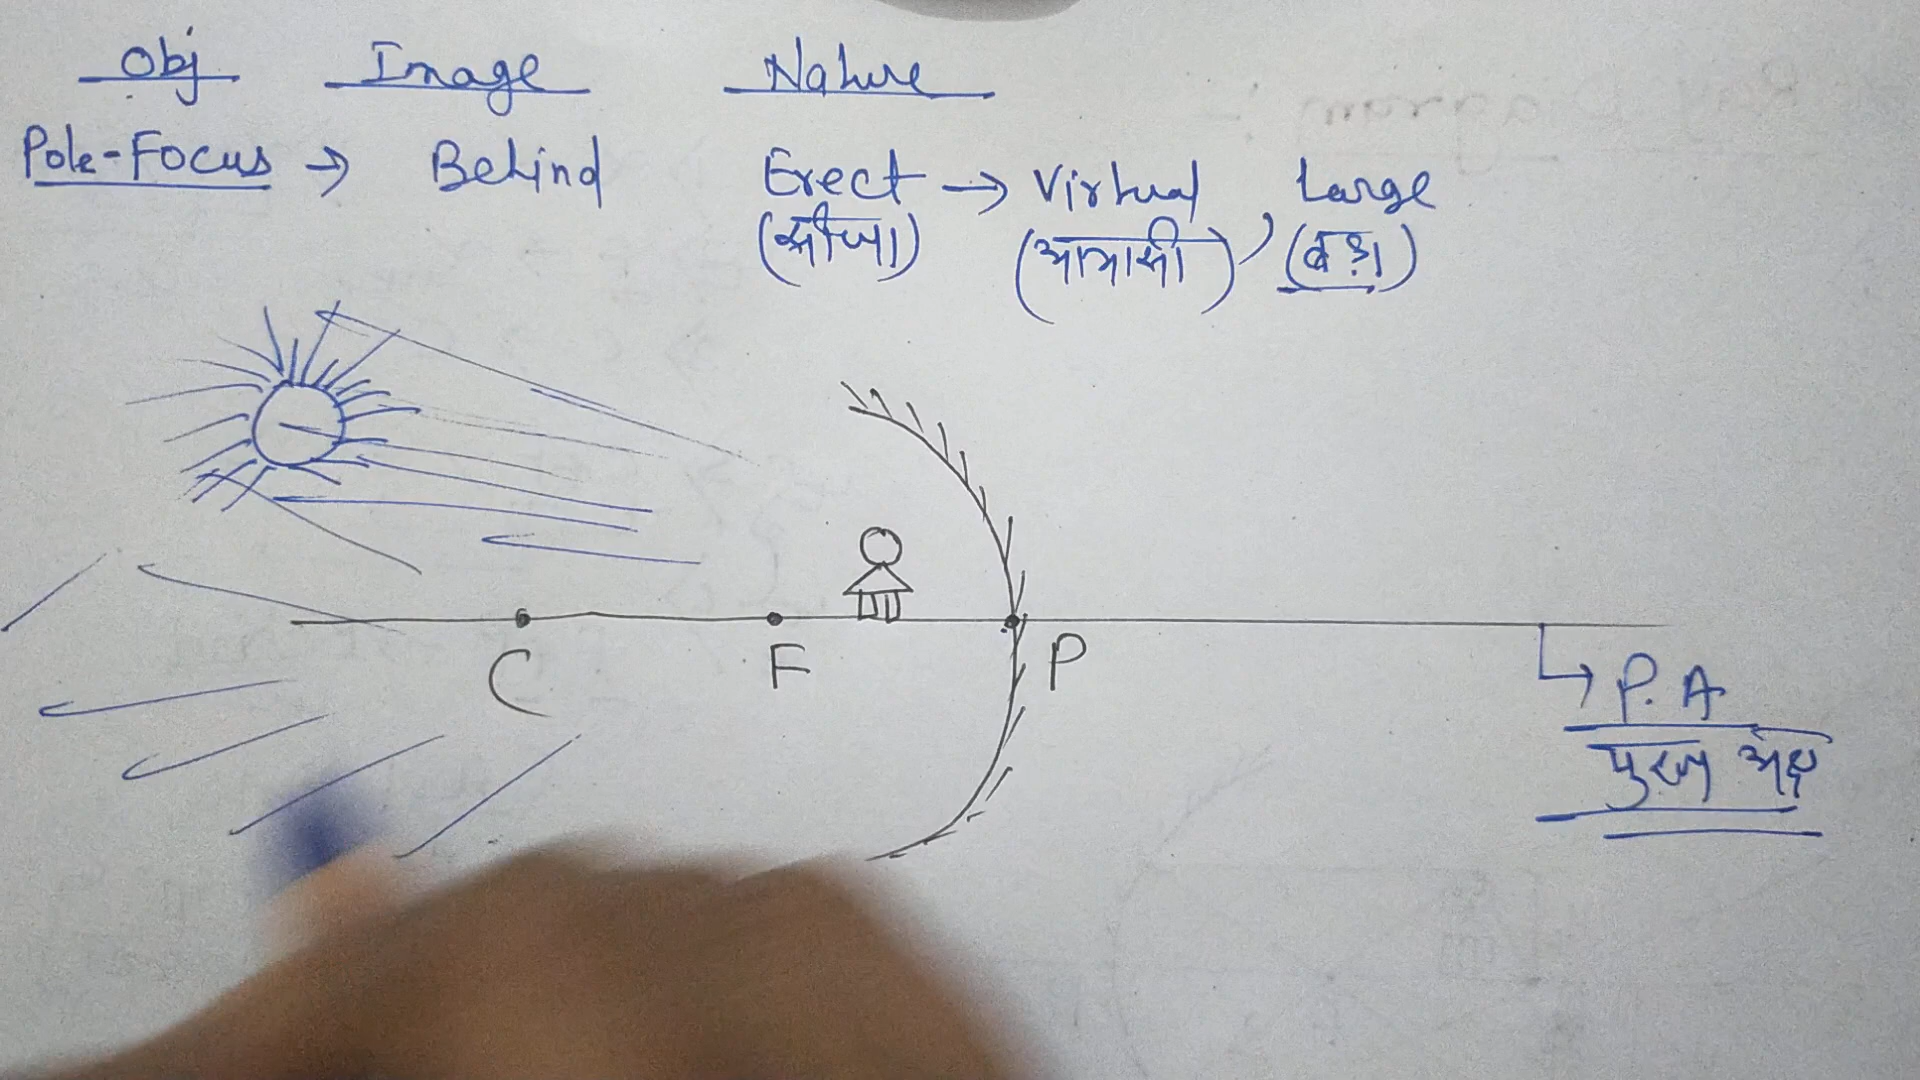 Obj Image Nature
Pole-Focus → Behind Erect → Virtual, Large
(सीधा) (आभासी) (बड़ा)
C F P
→ P.A
मुख्य अक्ष